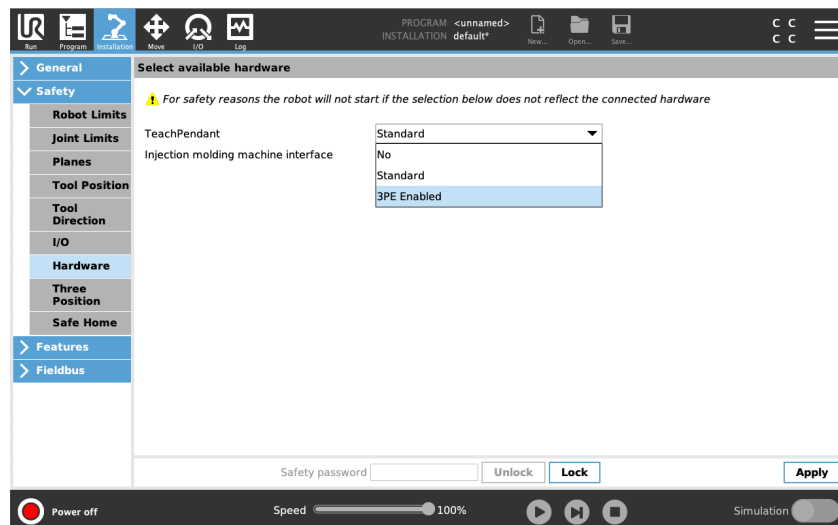 UR
Run
Program
Installation
Move
I/O
Log
PROGRAM <unnamed>
INSTALLATION default*
New...
Open...
Save...
C C
C C
General
Safety
Robot Limits
Joint Limits
Planes
Tool Position
Tool
Direction
I/O
Hardware
Three
Position
Safe Home
Features
Fieldbus
Select available hardware
For safety reasons the robot will not start if the selection below does not reflect the connected hardware
TeachPendant
Standard
Injection molding machine interface
No
Standard
3PE Enabled
Safety password
Unlock
Lock
Apply
Power off
Speed
100%
Simulation